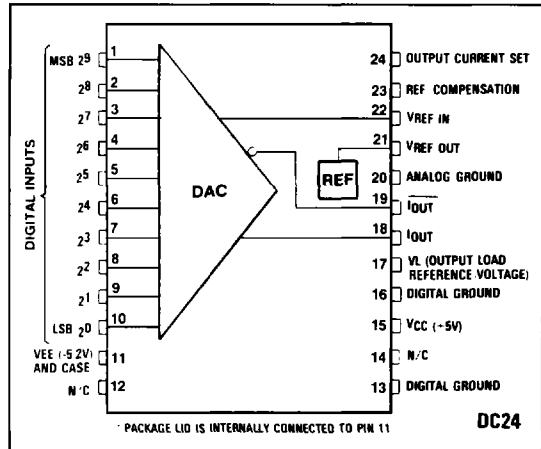 MSB 2⁹ 1
2⁸ 2
2⁷ 3
2⁶ 4
2⁵ 5
2⁴ 6
2³ 7
2² 8
2¹ 9
LSB 2⁰ 10
VEE (-5.2V) AND CASE 11
N/C 12
DIGITAL INPUTS
DAC
REF
24 OUTPUT CURRENT SET
23 REF COMPENSATION
22 VREF IN
21 VREF OUT
20 ANALOG GROUND
19 I̅O̅U̅T̅
18 IOUT
17 VL (OUTPUT LOAD
REFERENCE VOLTAGE)
16 DIGITAL GROUND
15 VCC (+5V)
14 N/C
13 DIGITAL GROUND
PACKAGE LID IS INTERNALLY CONNECTED TO PIN 11
DC24